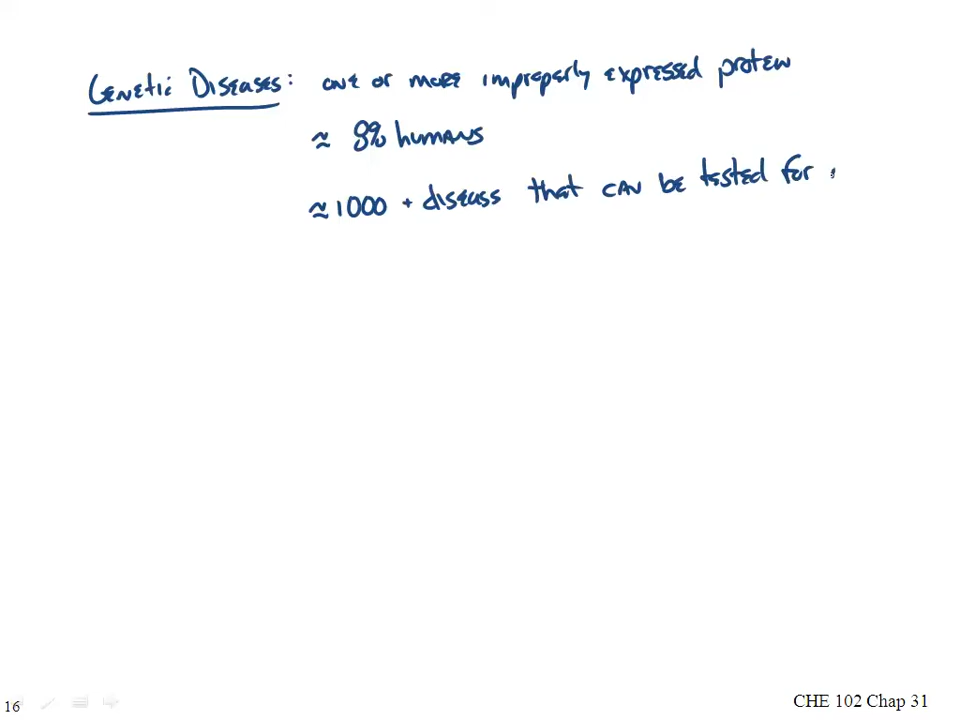 Genetic Diseases: one or more improperly expressed protein
≈ 8% humans
≈ 1000 + diseass that can be tested for .
16
CHE 102 Chap 31